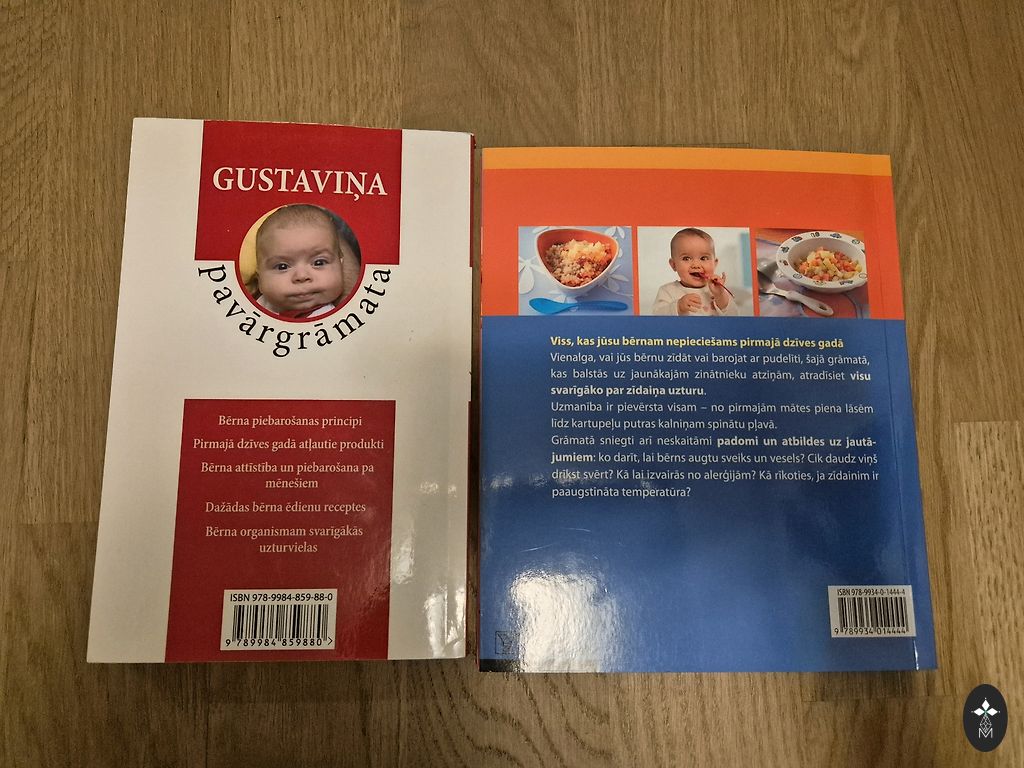 GUSTAVIŅA
pavārgrāmata
Bērna piebarošanas principi
Pirmajā dzīves gadā atļautie produkti
Bērna attīstība un piebarošana pa
mēnešiem
Dažādas bērna ēdienu receptes
Bērna organismam svarīgākās
uzturvielas
ISBN 978-9984-859-88-0
9 789984 859880 >
Viss, kas jūsu bērnam nepieciešams pirmajā dzīves gadā
Vienalga, vai jūs bērnu zīdāt vai barojat ar pudelīti, šajā grāmatā,
kas balstās uz jaunākajām zinātnieku atziņām, atradīsiet visu
svarīgāko par zīdaiņa uzturu.
Uzmanība ir pievērsta visam – no pirmajām mātes piena lāsēm
līdz kartupeļu putras kalniņam spinātu pļavā.
Grāmatā sniegti arī neskaitāmi padomi un atbildes uz jautā-
jumiem: ko darīt, lai bērns augtu sveiks un vesels? Cik daudz viņš
drīkst svērt? Kā lai izvairās no alerģijām? Kā rīkoties, ja zīdainim ir
paaugstināta temperatūra?
ISBN 978-9934-0-1444-4
9 789934 014444
M